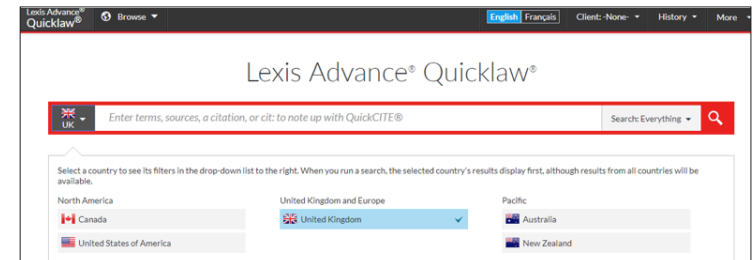 Lexis Advance®
Quicklaw®
Browse
English Français
Client: -None-
History
More
Lexis Advance® Quicklaw®
UK
Enter terms, sources, a citation, or cit: to note up with QuickCITE®
Search: Everything
Select a country to see its filters in the drop-down list to the right. When you run a search, the selected country's results display first, although results from all countries will be
available.
North America
United Kingdom and Europe
Pacific
Canada
United Kingdom
Australia
United States of America
New Zealand